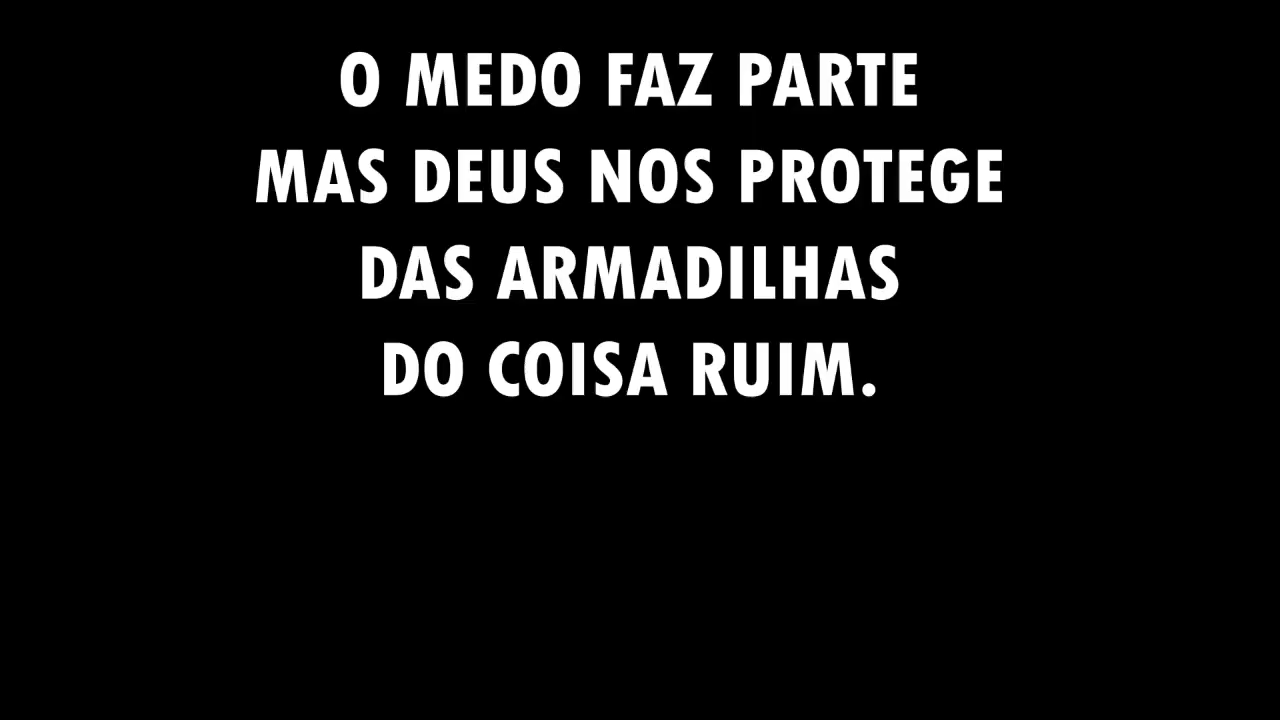 O MEDO FAZ PARTE
MAS DEUS NOS PROTEGE
DAS ARMADILHAS
DO COISA RUIM.